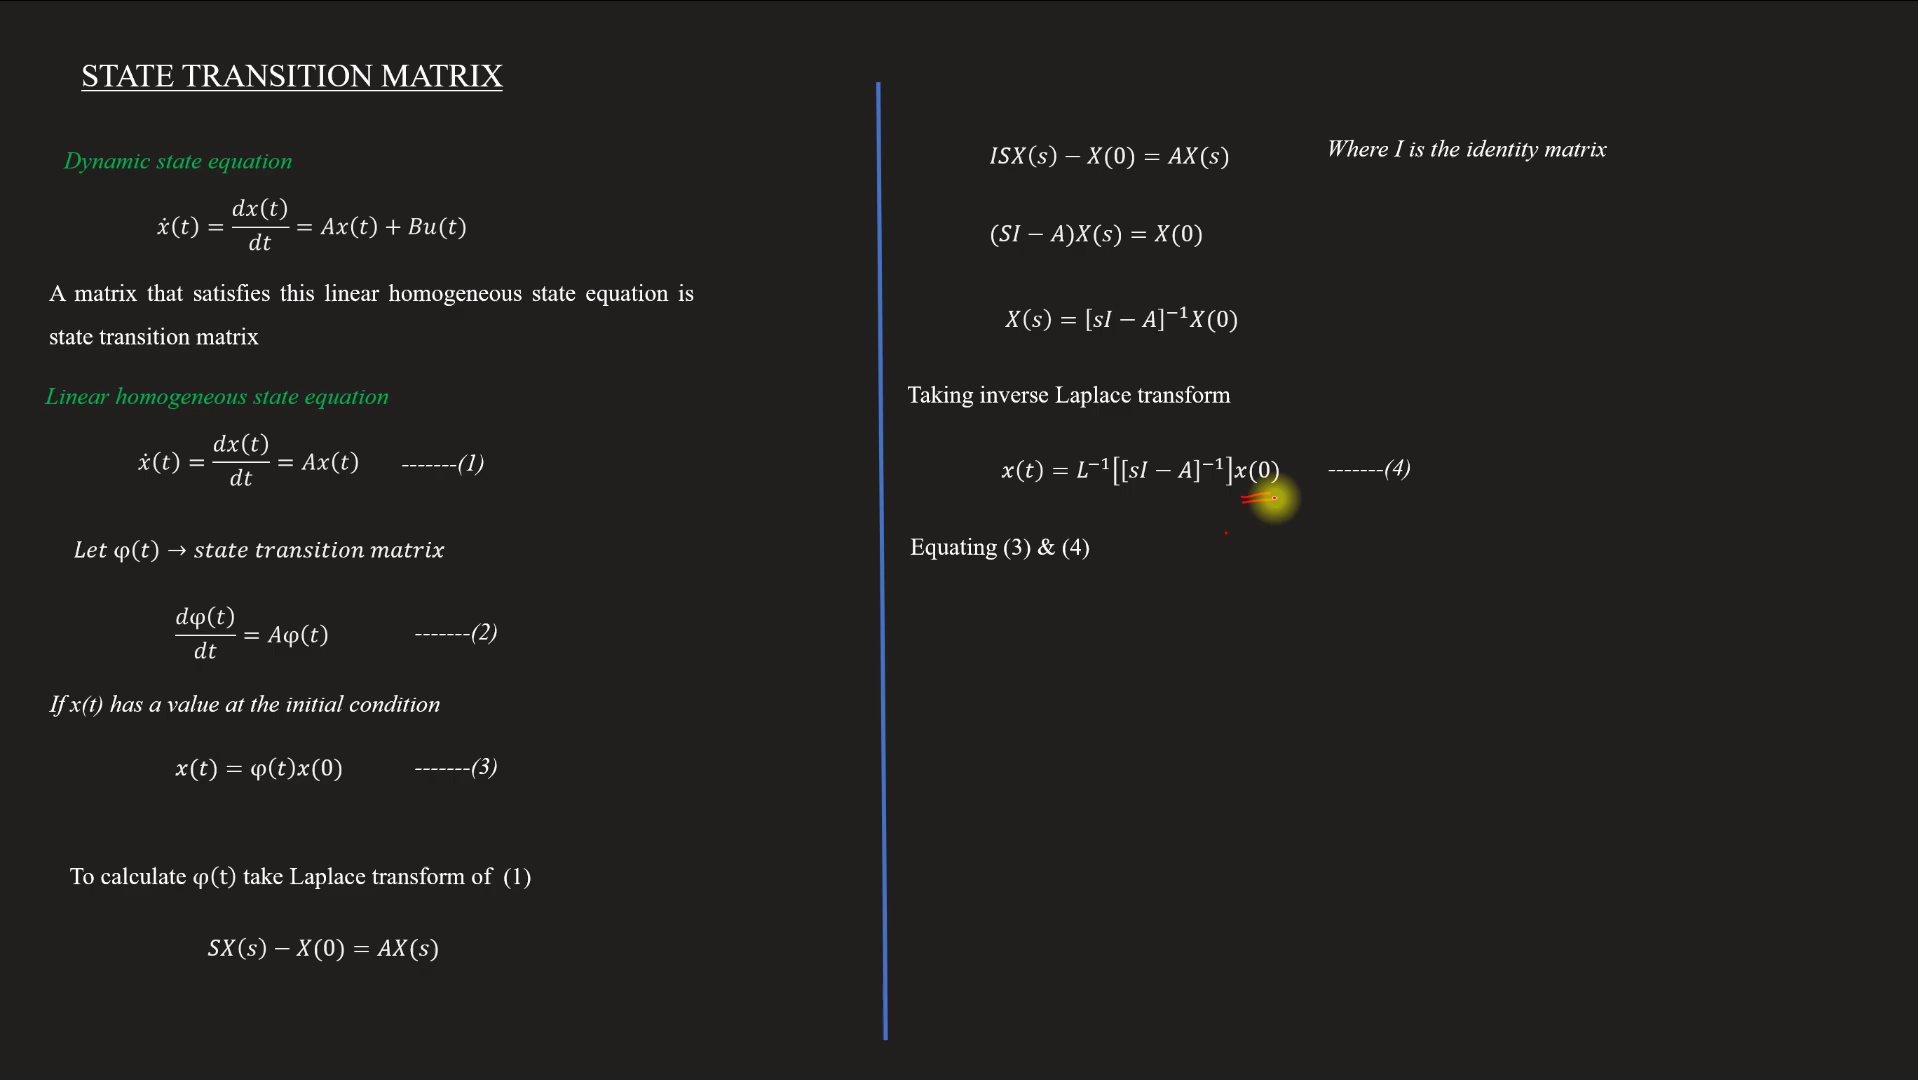 STATE TRANSITION MATRIX
Dynamic state equation
ẋ(t) = dx(t)/dt = Ax(t) + Bu(t)
A matrix that satisfies this linear homogeneous state equation is
state transition matrix
Linear homogeneous state equation
ẋ(t) = dx(t)/dt = Ax(t) -------(1)
Let φ(t) → state transition matrix
dφ(t)/dt = Aφ(t) -------(2)
If x(t) has a value at the initial condition
x(t) = φ(t)x(0) -------(3)
To calculate φ(t) take Laplace transform of (1)
SX(s) − X(0) = AX(s)
ISX(s) − X(0) = AX(s) Where I is the identity matrix
(SI − A)X(s) = X(0)
X(s) = [sI − A]⁻¹X(0)
Taking inverse Laplace transform
x(t) = L⁻¹[[sI − A]⁻¹]x(0) -------(4)
Equating (3) & (4)